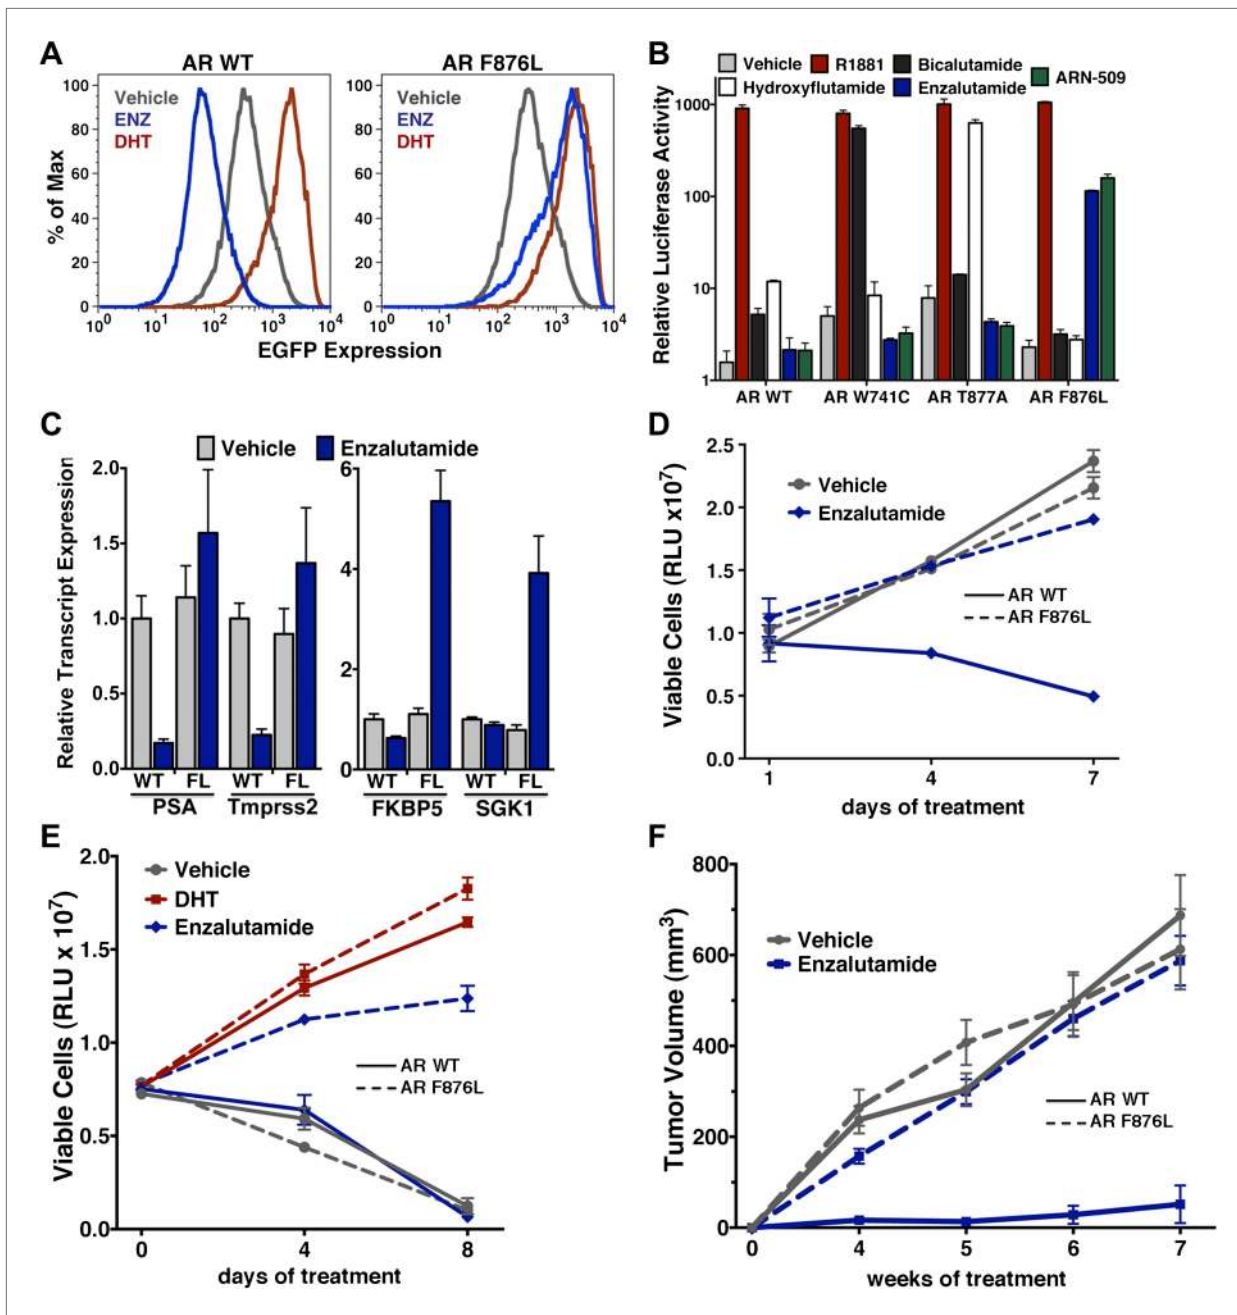 A
AR WT
AR F876L
Vehicle
ENZ
DHT
Vehicle
ENZ
DHT
% of Max
100
80
60
40
20
0
100
80
60
40
20
0
10^0 10^1 10^2 10^3 10^4
10^0 10^1 10^2 10^3 10^4
EGFP Expression
B
Vehicle R1881 Bicalutamide ARN-509
Hydroxyflutamide Enzalutamide
Relative Luciferase Activity
1000
100
10
1
AR WT AR W741C AR T877A AR F876L
C
Vehicle Enzalutamide
Relative Transcript Expression
2.0
1.5
1.0
0.5
0.0
6
4
2
0
WT FL WT FL WT FL WT FL
PSA Tmprss2 FKBP5 SGK1
D
Vehicle
Enzalutamide
AR WT
AR F876L
Viable Cells (RLU x10^7)
2.5
2.0
1.5
1.0
0.5
0.0
1 4 7
days of treatment
E
Vehicle
DHT
Enzalutamide
AR WT
AR F876L
Viable Cells (RLU x 10^7)
2.0
1.5
1.0
0.5
0.0
0 4 8
days of treatment
F
Vehicle
Enzalutamide
AR WT
AR F876L
Tumor Volume (mm^3)
800
600
400
200
0
0 4 5 6 7
weeks of treatment